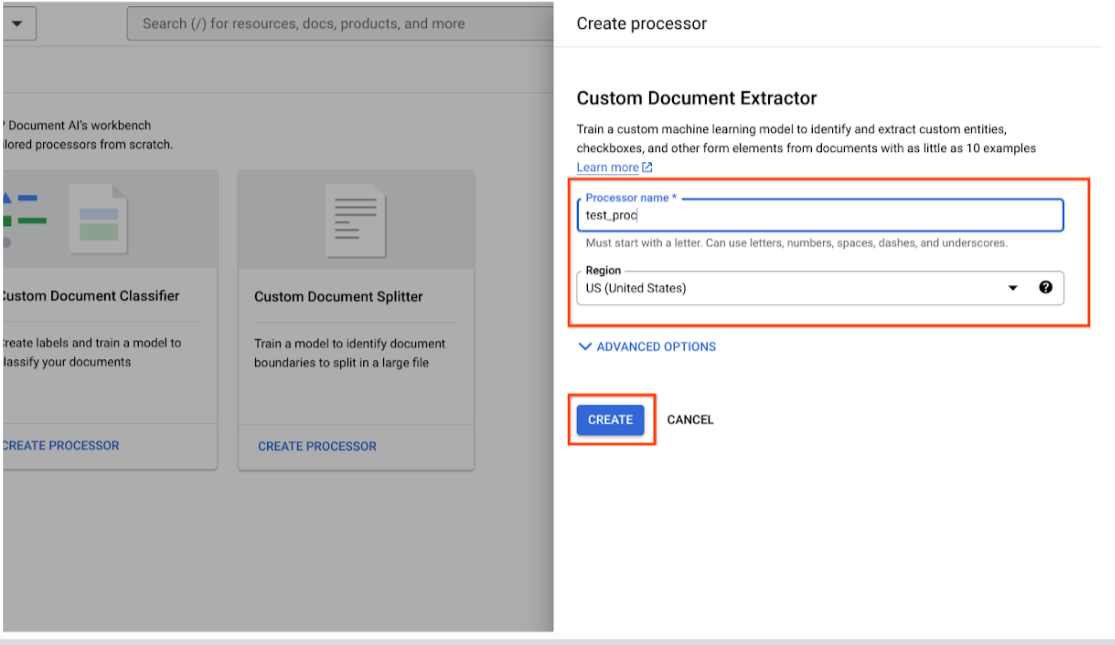 Search (/) for resources, docs, products, and more
Create processor
Document AI's workbench
lored processors from scratch.
Custom Document Classifier
Create labels and train a model to
classify your documents
CREATE PROCESSOR
Custom Document Splitter
Train a model to identify document
boundaries to split in a large file
CREATE PROCESSOR
Custom Document Extractor
Train a custom machine learning model to identify and extract custom entities,
checkboxes, and other form elements from documents with as little as 10 examples
Learn more
Processor name *
test_proc
Must start with a letter. Can use letters, numbers, spaces, dashes, and underscores.
Region
US (United States)
ADVANCED OPTIONS
CREATE
CANCEL